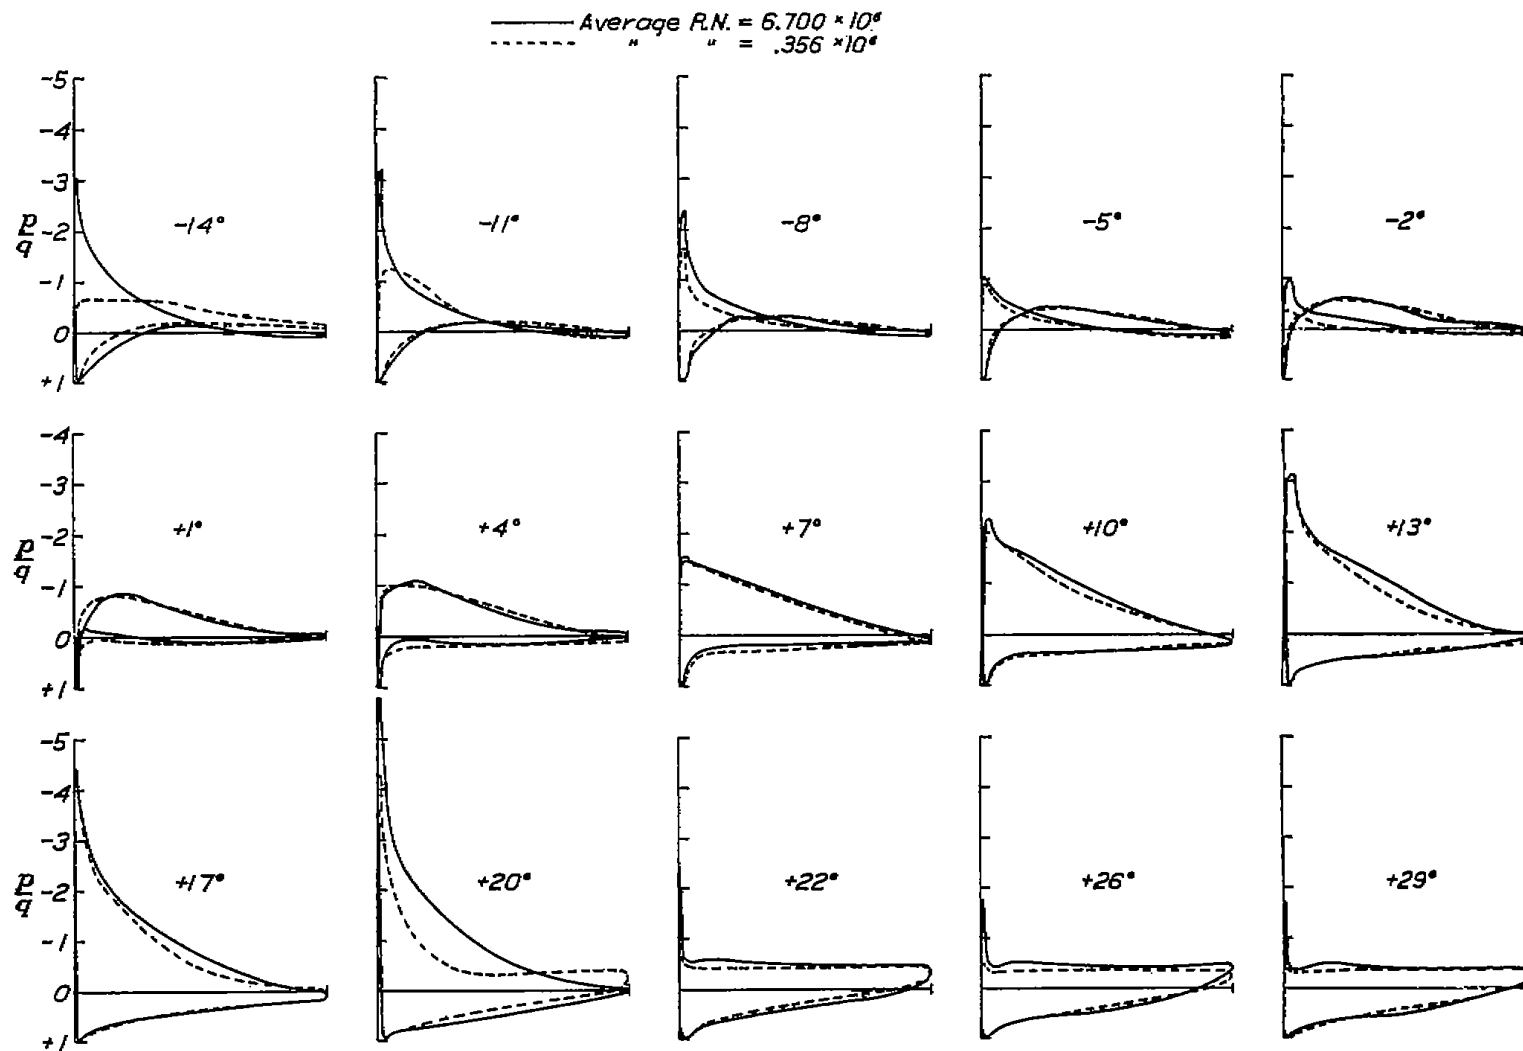 Average R.N. = 6.700 × 10⁶
" " = .356 × 10⁶
-5
-4
-3
p/q -2
-1
0
+1
-14° -11° -8° -5° -2°
-4
-3
-2
p/q
-1
0
+1
+1° +4° +7° +10° +13°
-5
-4
-3
p/q -2
-1
0
+1
+17° +20° +22° +26° +29°